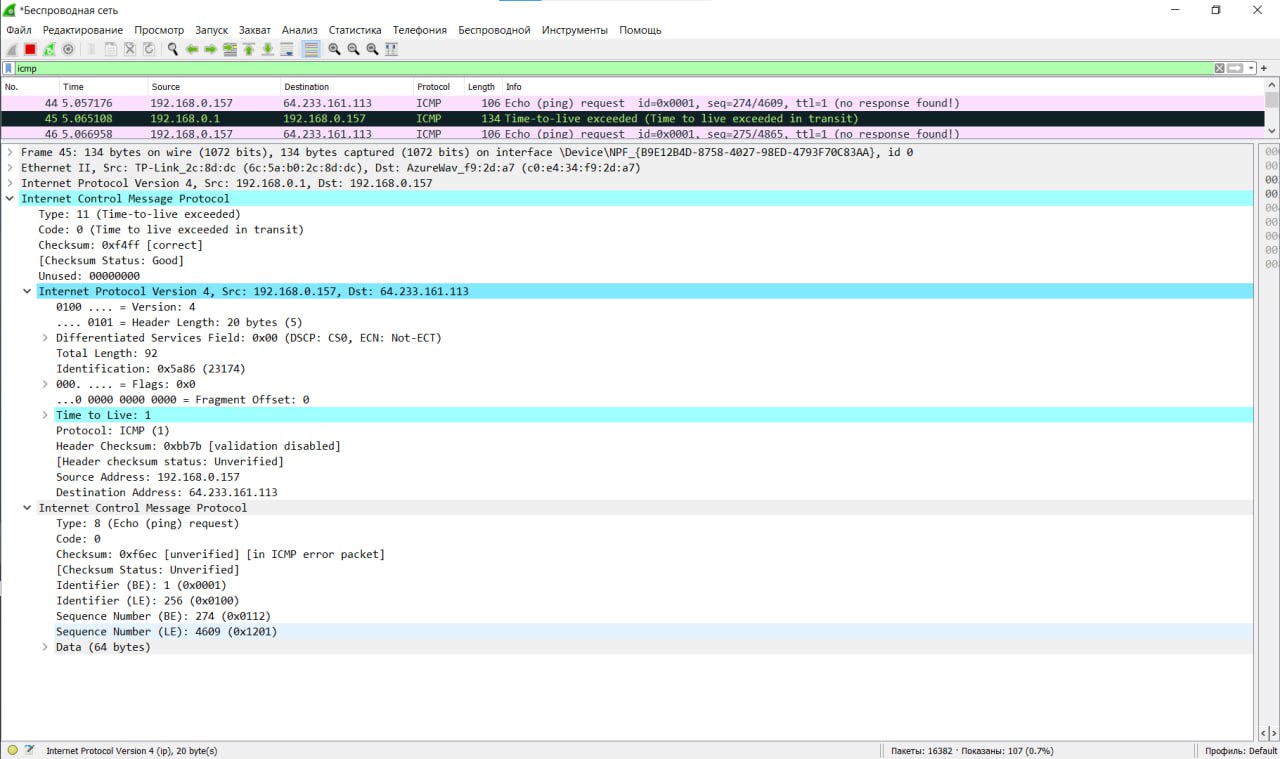 *Беспроводная сеть
Файл Редактирование Просмотр Запуск Захват Анализ Статистика Телефония Беспроводной Инструменты Помощь
icmp
No. Time Source Destination Protocol Length Info
44 5.057176 192.168.0.157 64.233.161.113 ICMP 106 Echo (ping) request id=0x0001, seq=274/4609, ttl=1 (no response found!)
45 5.065108 192.168.0.1 192.168.0.157 ICMP 134 Time-to-live exceeded (Time to live exceeded in transit)
46 5.066958 192.168.0.157 64.233.161.113 ICMP 106 Echo (ping) request id=0x0001, seq=275/4865, ttl=1 (no response found!)
Frame 45: 134 bytes on wire (1072 bits), 134 bytes captured (1072 bits) on interface \Device\NPF_{B9E12B4D-8758-4027-98ED-4793F70C83AA}, id 0
Ethernet II, Src: TP-Link_2c:8d:dc (6c:5a:b0:2c:8d:dc), Dst: AzureWav_f9:2d:a7 (c0:e4:34:f9:2d:a7)
Internet Protocol Version 4, Src: 192.168.0.1, Dst: 192.168.0.157
Internet Control Message Protocol
Type: 11 (Time-to-live exceeded)
Code: 0 (Time to live exceeded in transit)
Checksum: 0xf4ff [correct]
[Checksum Status: Good]
Unused: 00000000
Internet Protocol Version 4, Src: 192.168.0.157, Dst: 64.233.161.113
0100 .... = Version: 4
.... 0101 = Header Length: 20 bytes (5)
Differentiated Services Field: 0x00 (DSCP: CS0, ECN: Not-ECT)
Total Length: 92
Identification: 0x5a86 (23174)
000. .... = Flags: 0x0
...0 0000 0000 0000 = Fragment Offset: 0
Time to Live: 1
Protocol: ICMP (1)
Header Checksum: 0xbb7b [validation disabled]
[Header checksum status: Unverified]
Source Address: 192.168.0.157
Destination Address: 64.233.161.113
Internet Control Message Protocol
Type: 8 (Echo (ping) request)
Code: 0
Checksum: 0xf6ec [unverified] [in ICMP error packet]
[Checksum Status: Unverified]
Identifier (BE): 1 (0x0001)
Identifier (LE): 256 (0x0100)
Sequence Number (BE): 274 (0x0112)
Sequence Number (LE): 4609 (0x1201)
Data (64 bytes)
Internet Protocol Version 4 (ip), 20 byte(s) Пакеты: 16382 · Показаны: 107 (0.7%) Профиль: Default